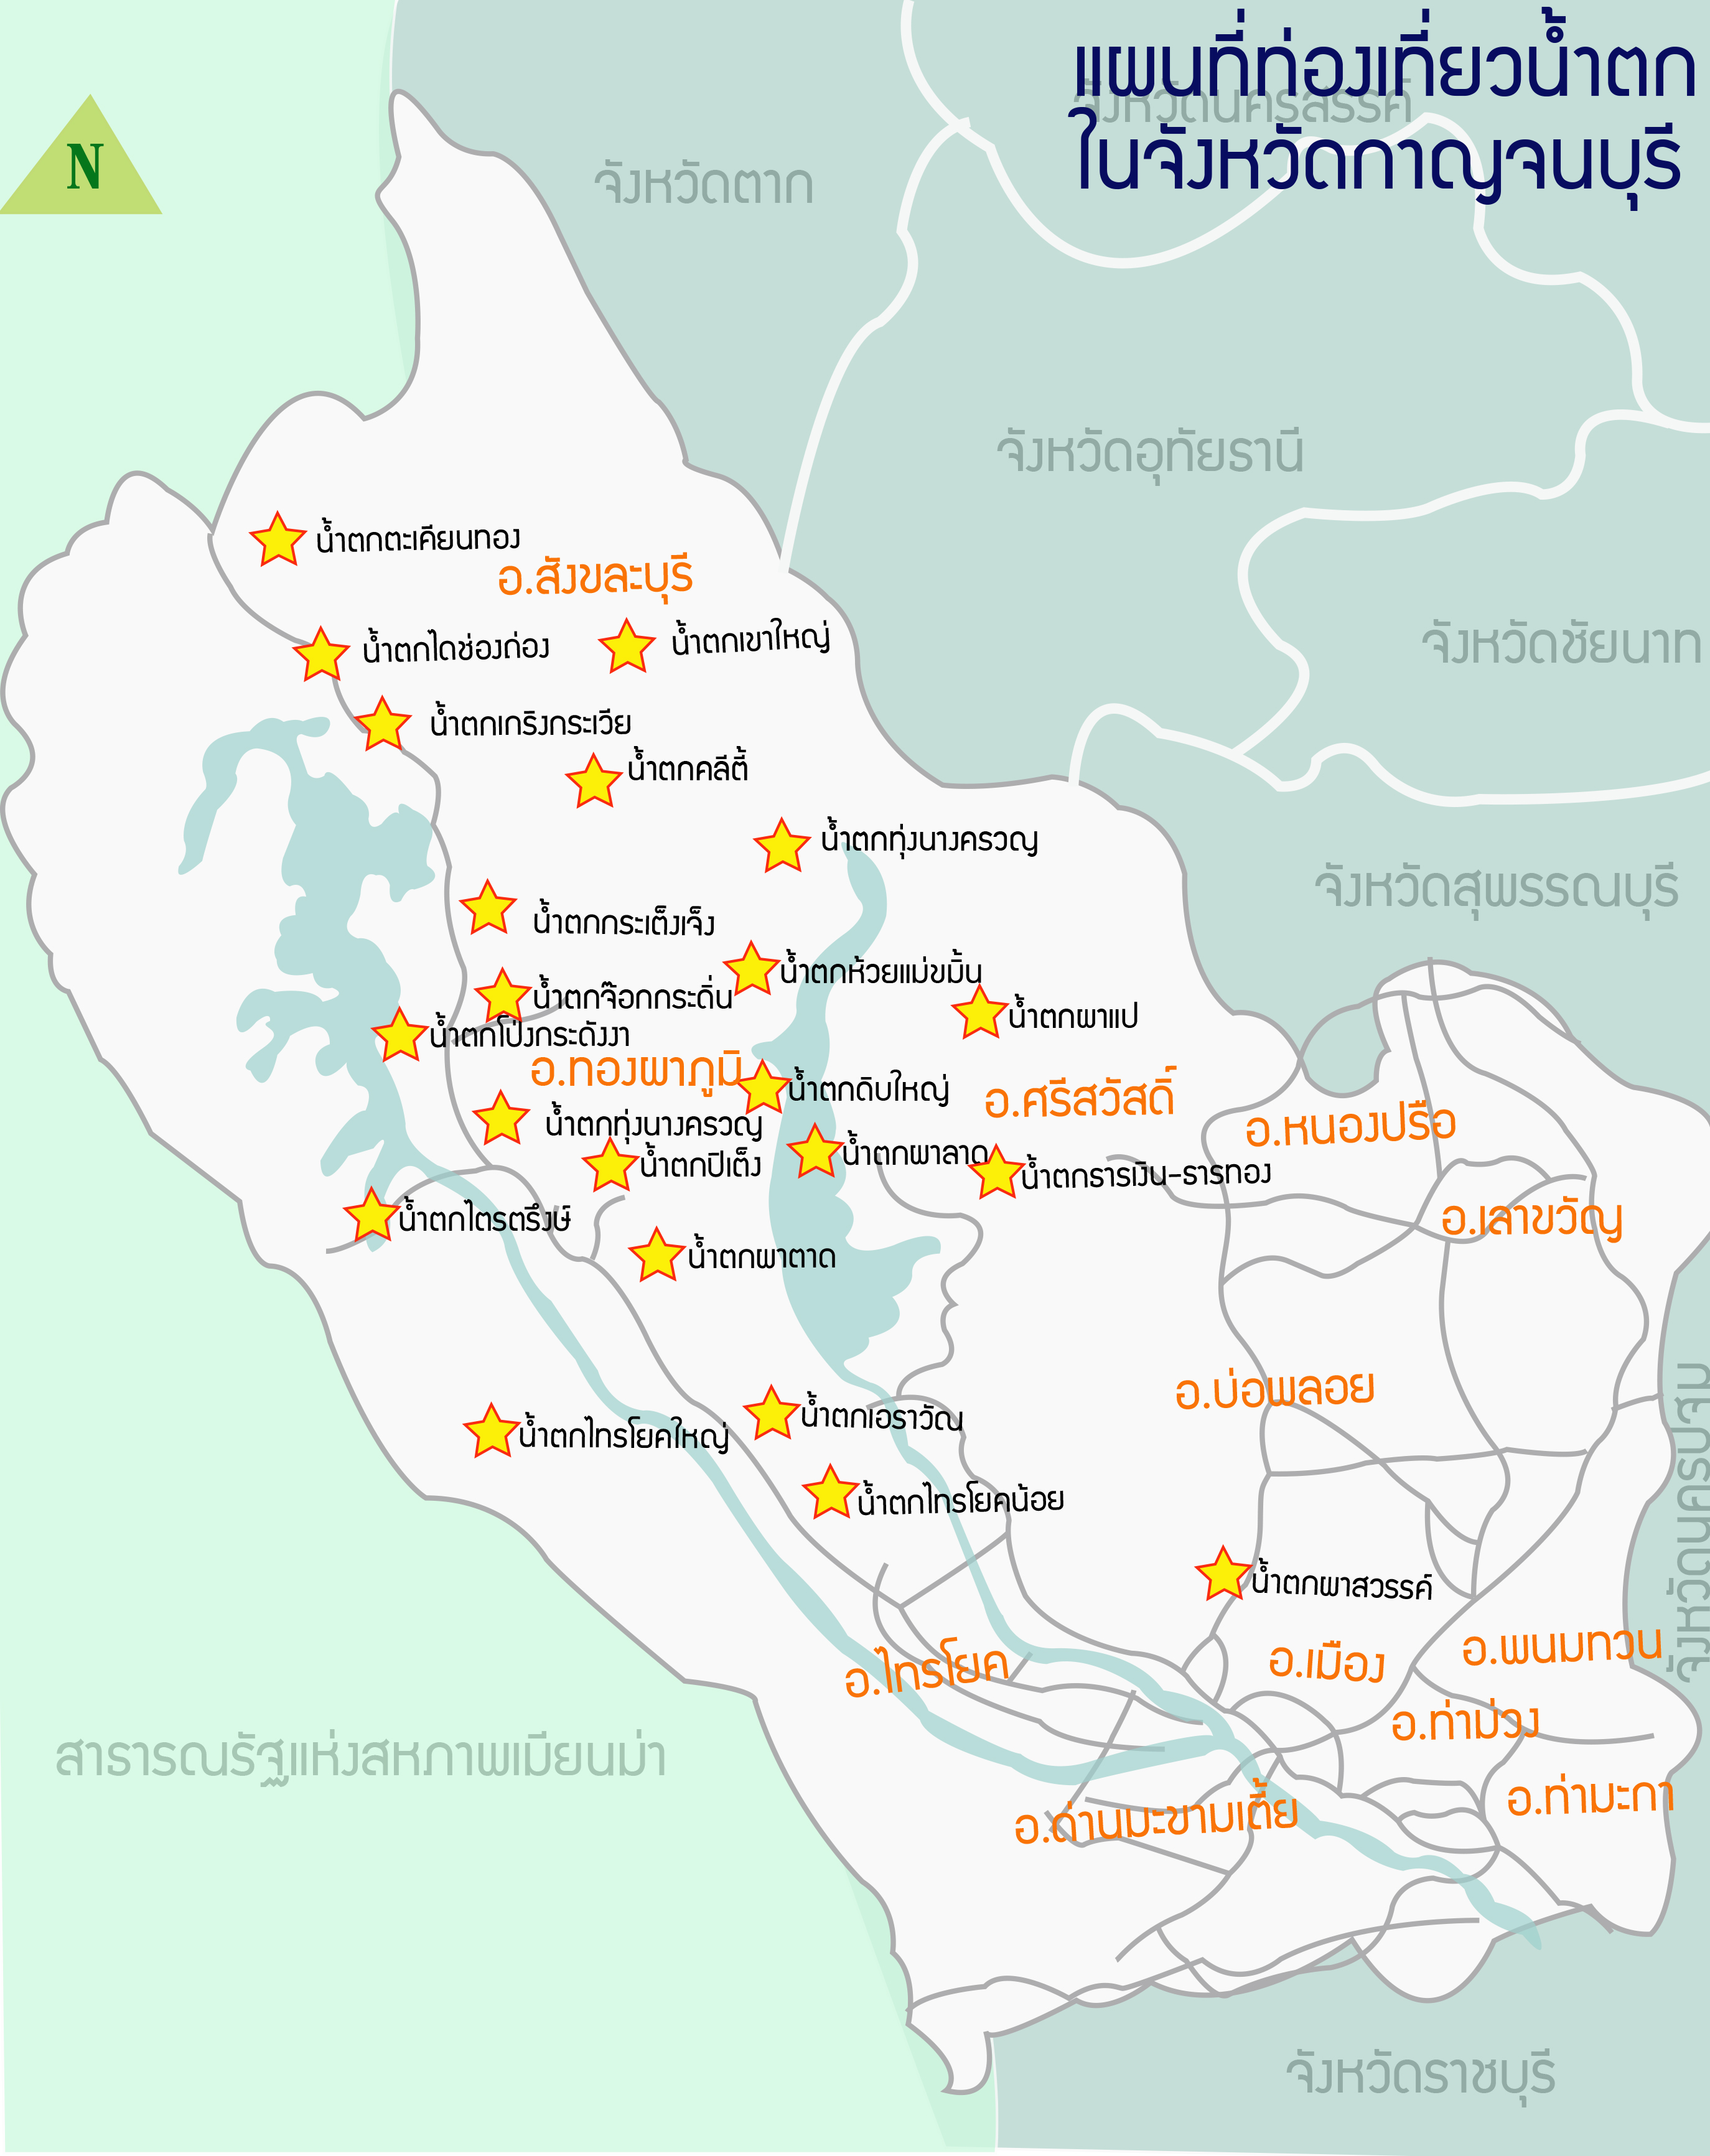 แผนที่ท่องเที่ยวน้ำตก
ในจังหวัดกาญจนบุรี
จังหวัดนครสวรรค์
N
จังหวัดตาก
จังหวัดอุทัยธานี
จังหวัดชัยนาท
จังหวัดสุพรรณบุรี
น้ำตกตะเคียนทอง
อ.สังขละบุรี
น้ำตกไดช่องถ่อง
น้ำตกเขาใหญ่
น้ำตกเกริงกระเวีย
น้ำตกคลีตี้
น้ำตกทุ่งนางครวญ
น้ำตกกระเต็งเจ็ง
น้ำตกห้วยแม่ขมิ้น
น้ำตกจ๊อกกระดิ่น
น้ำตกผาแป
น้ำตกโป่งกระดังงา
อ.ทองผาภูมิ
น้ำตกดิบใหญ่
อ.ศรีสวัสดิ์
อ.หนองปรือ
น้ำตกทุ่งนางครวญ
น้ำตกผาลาด
น้ำตกปิเต็ง
น้ำตกธารเงิน-ธารทอง
น้ำตกไตรตรึงษ์
อ.เลาขวัญ
น้ำตกผาตาด
อ.บ่อพลอย
น้ำตกเอราวัณ
น้ำตกไทรโยคใหญ่
น้ำตกไทรโยคน้อย
จังหวัดนครปฐม
น้ำตกผาสวรรค์
อ.พนมทวน
อ.เมือง
อ.ไทรโยค
อ.ท่าม่วง
สาธารณรัฐแห่งสหภาพเมียนม่า
อ.ท่ามะกา
อ.ด่านมะขามเตี้ย
จังหวัดราชบุรี